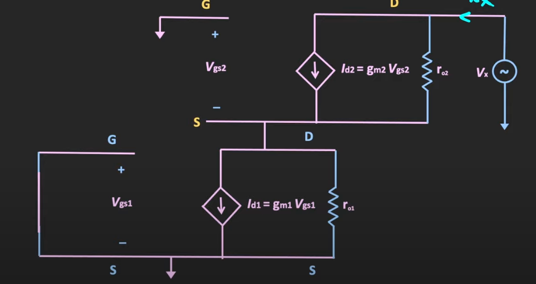 G
D
+
Vgs2
Id2 = gm2 Vgs2
ro2
Vx
~
−
S
D
G
+
Vgs1
Id1 = gm1 Vgs1
ro1
−
S
S